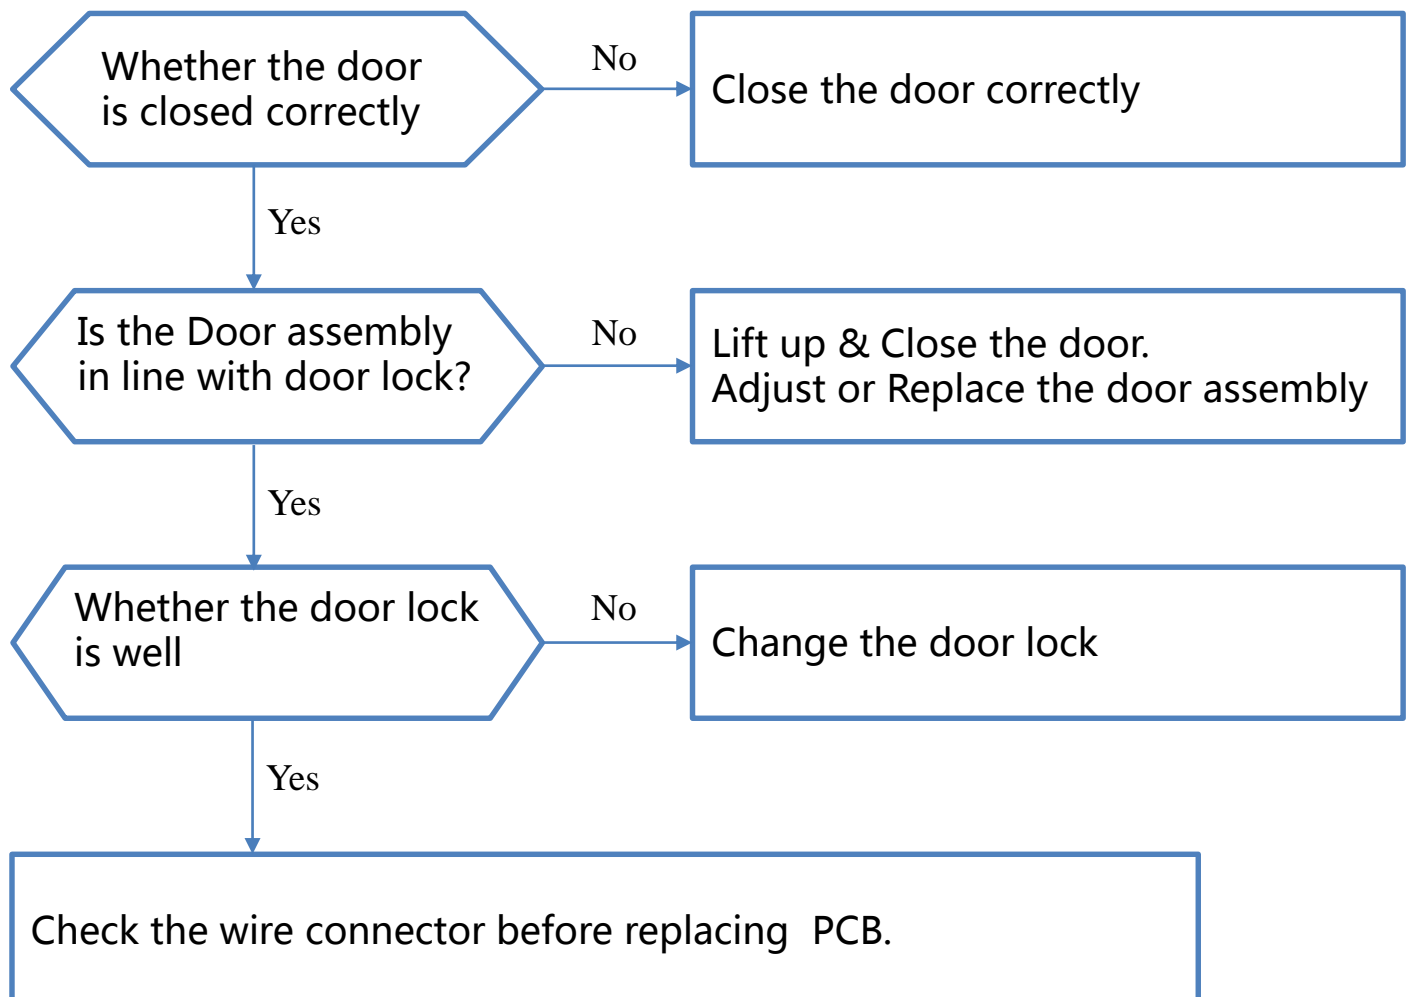 Whether the door
is closed correctly
No
Close the door correctly
Yes
Is the Door assembly
in line with door lock?
No
Lift up & Close the door.
Adjust or Replace the door assembly
Yes
Whether the door lock
is well
No
Change the door lock
Yes
Check the wire connector before replacing  PCB.